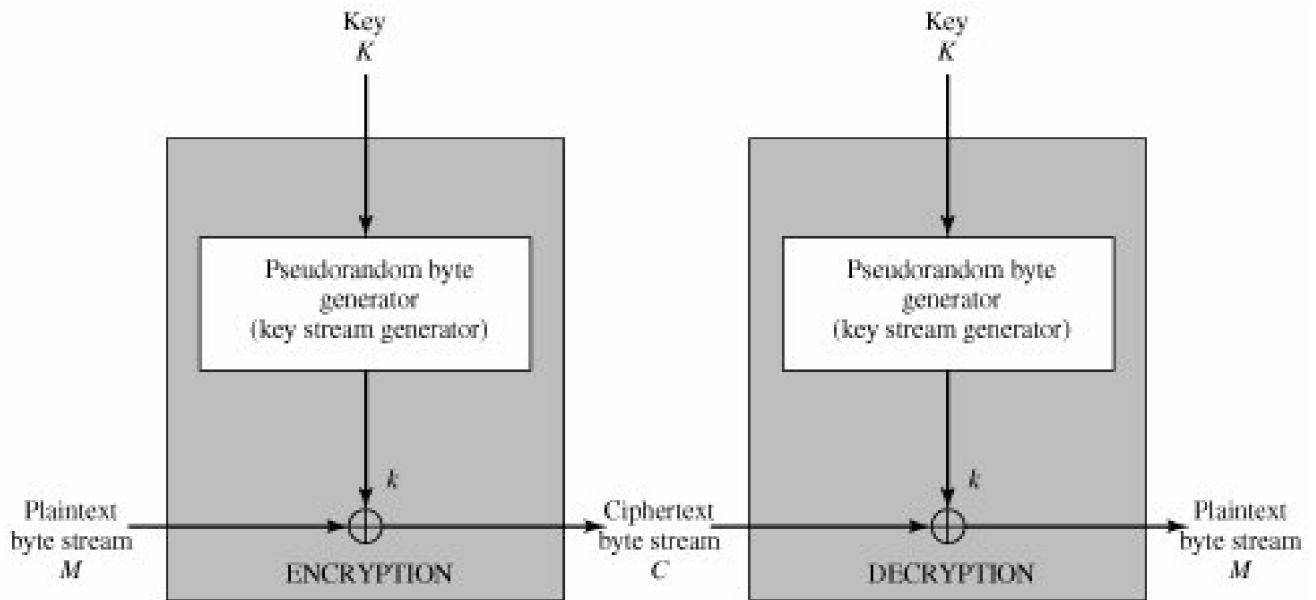 Key
K
Key
K
Pseudorandom byte
generator
(key stream generator)
Pseudorandom byte
generator
(key stream generator)
k
k
Plaintext
byte stream
M
Ciphertext
byte stream
C
Plaintext
byte stream
M
ENCRYPTION
DECRYPTION